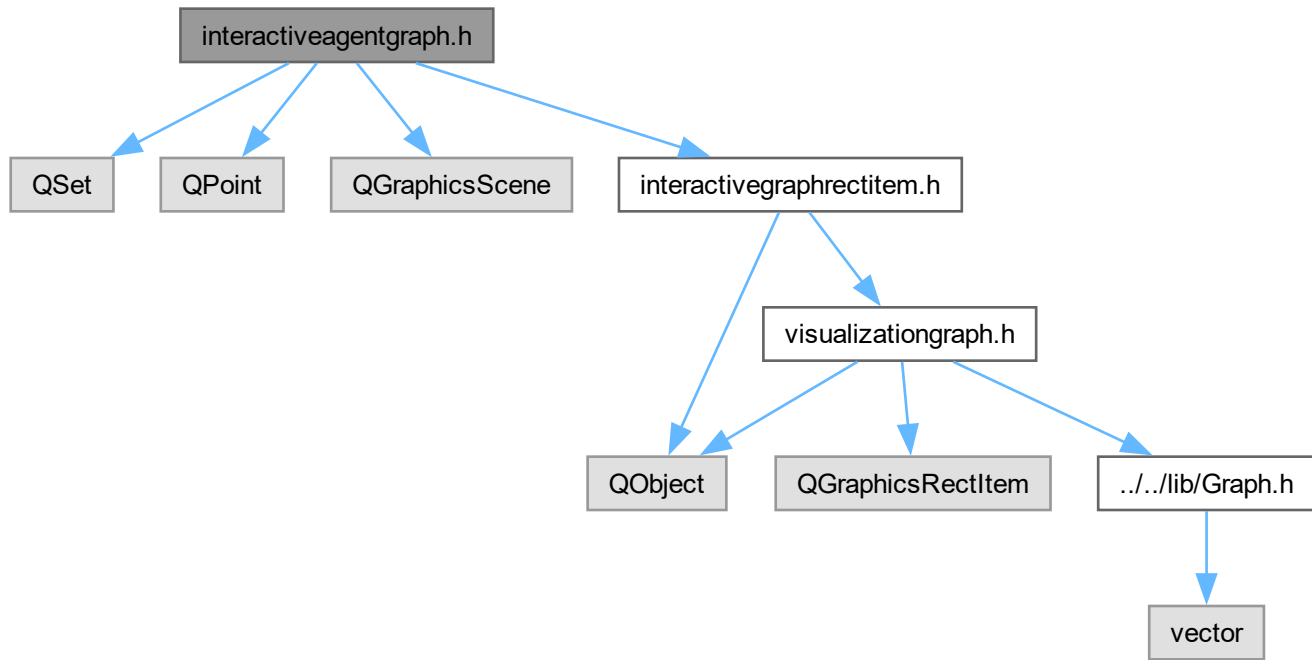 interactiveagentgraph.h
QSet
QPoint
QGraphicsScene
interactivegraphrectitem.h
visualizationgraph.h
QObject
QGraphicsRectItem
../../lib/Graph.h
vector